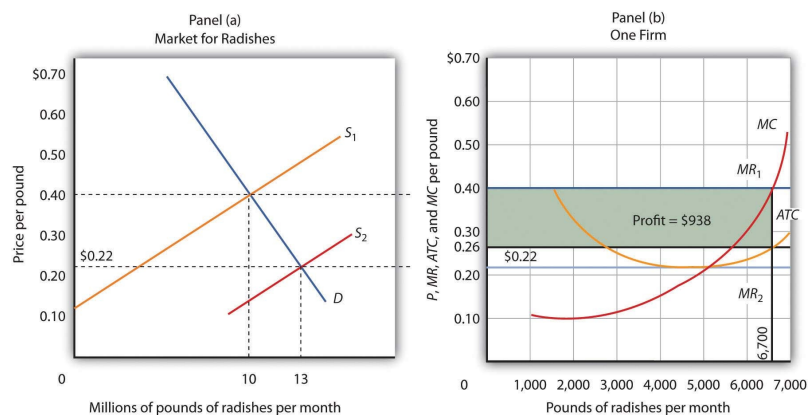 Panel (a)
Market for Radishes
Price per pound
$0.70
0.60
0.50
0.40
0.30
$0.22
0.20
0.10
0
S1
S2
D
10
13
Millions of pounds of radishes per month
Panel (b)
One Firm
P, MR, ATC, and MC per pound
$0.70
0.60
0.50
0.40
0.30
0.26
0.20
0.10
MC
MR1
ATC
Profit = $938
$0.22
MR2
6,700
0
1,000
2,000
3,000
4,000
5,000
6,000
7,000
Pounds of radishes per month